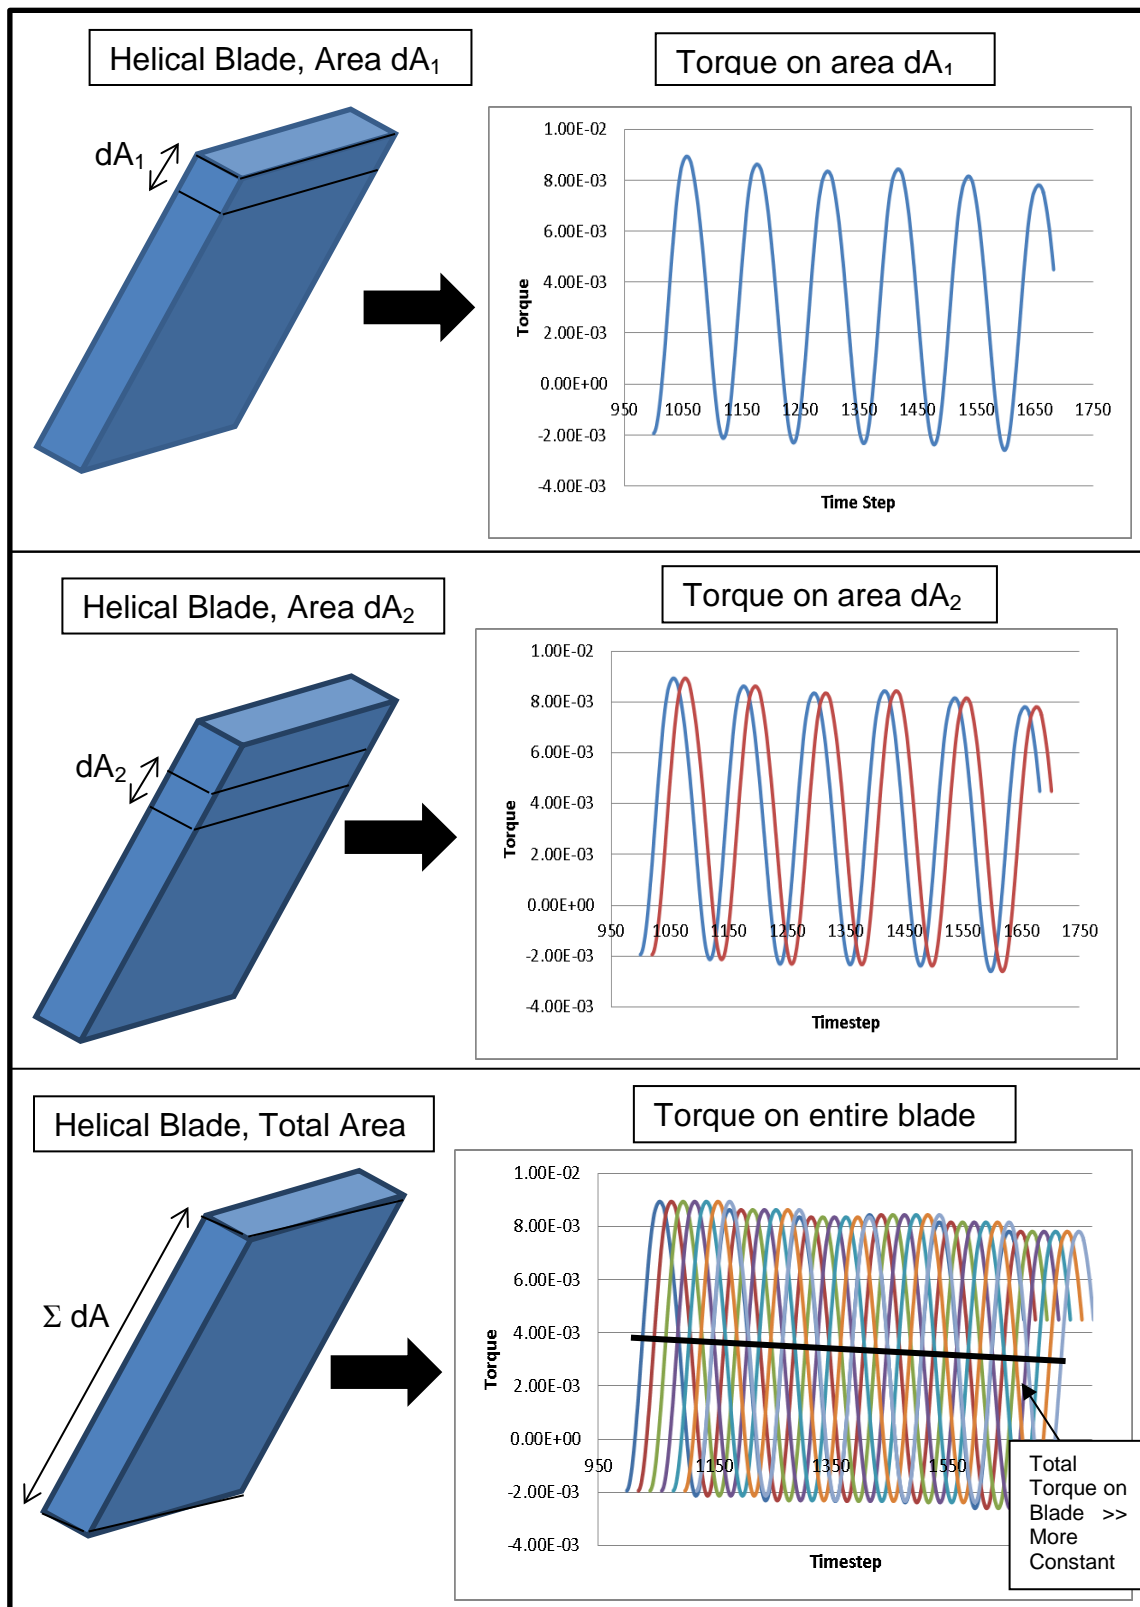 Helical Blade, Area dA₁
Torque on area dA₁
dA₁
1.00E-02
8.00E-03
6.00E-03
4.00E-03
2.00E-03
0.00E+00
-2.00E-03
-4.00E-03
950 1050 1150 1250 1350 1450 1550 1650 1750
Torque
Time Step
Helical Blade, Area dA₂
Torque on area dA₂
dA₂
1.00E-02
8.00E-03
6.00E-03
4.00E-03
2.00E-03
0.00E+00
-2.00E-03
-4.00E-03
950 1050 1150 1250 1350 1450 1550 1650 1750
Torque
Timestep
Helical Blade, Total Area
Torque on entire blade
Σ dA
1.00E-02
8.00E-03
6.00E-03
4.00E-03
2.00E-03
0.00E+00
-2.00E-03
-4.00E-03
950 1150 1350 1550
Torque
Timestep
Total
Torque on
Blade >>
More
Constant